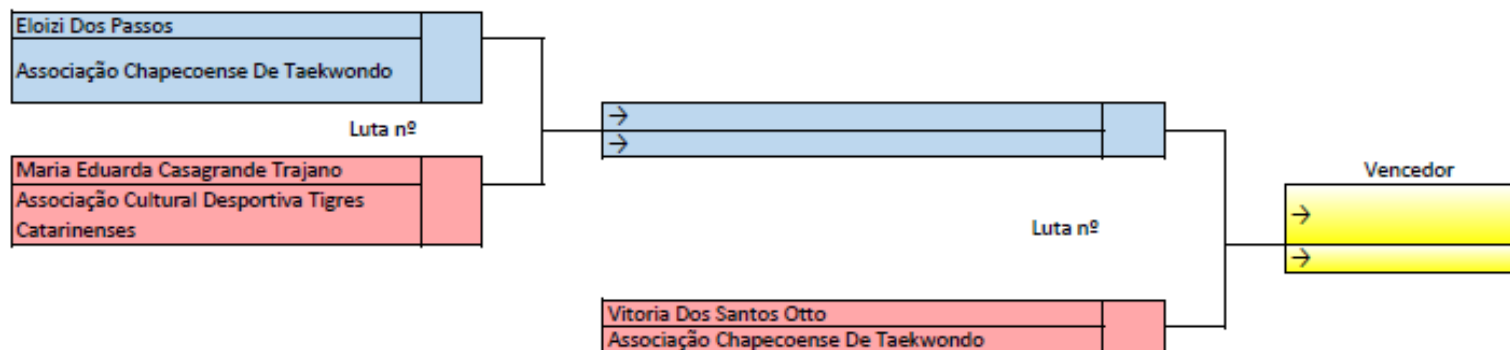 Eloizi Dos Passos
Associação Chapecoense De Taekwondo
Luta nº
Maria Eduarda Casagrande Trajano
Associação Cultural Desportiva Tigres
Catarinenses
→
→
Luta nº
Vitoria Dos Santos Otto
Associação Chapecoense De Taekwondo
Vencedor
→
→